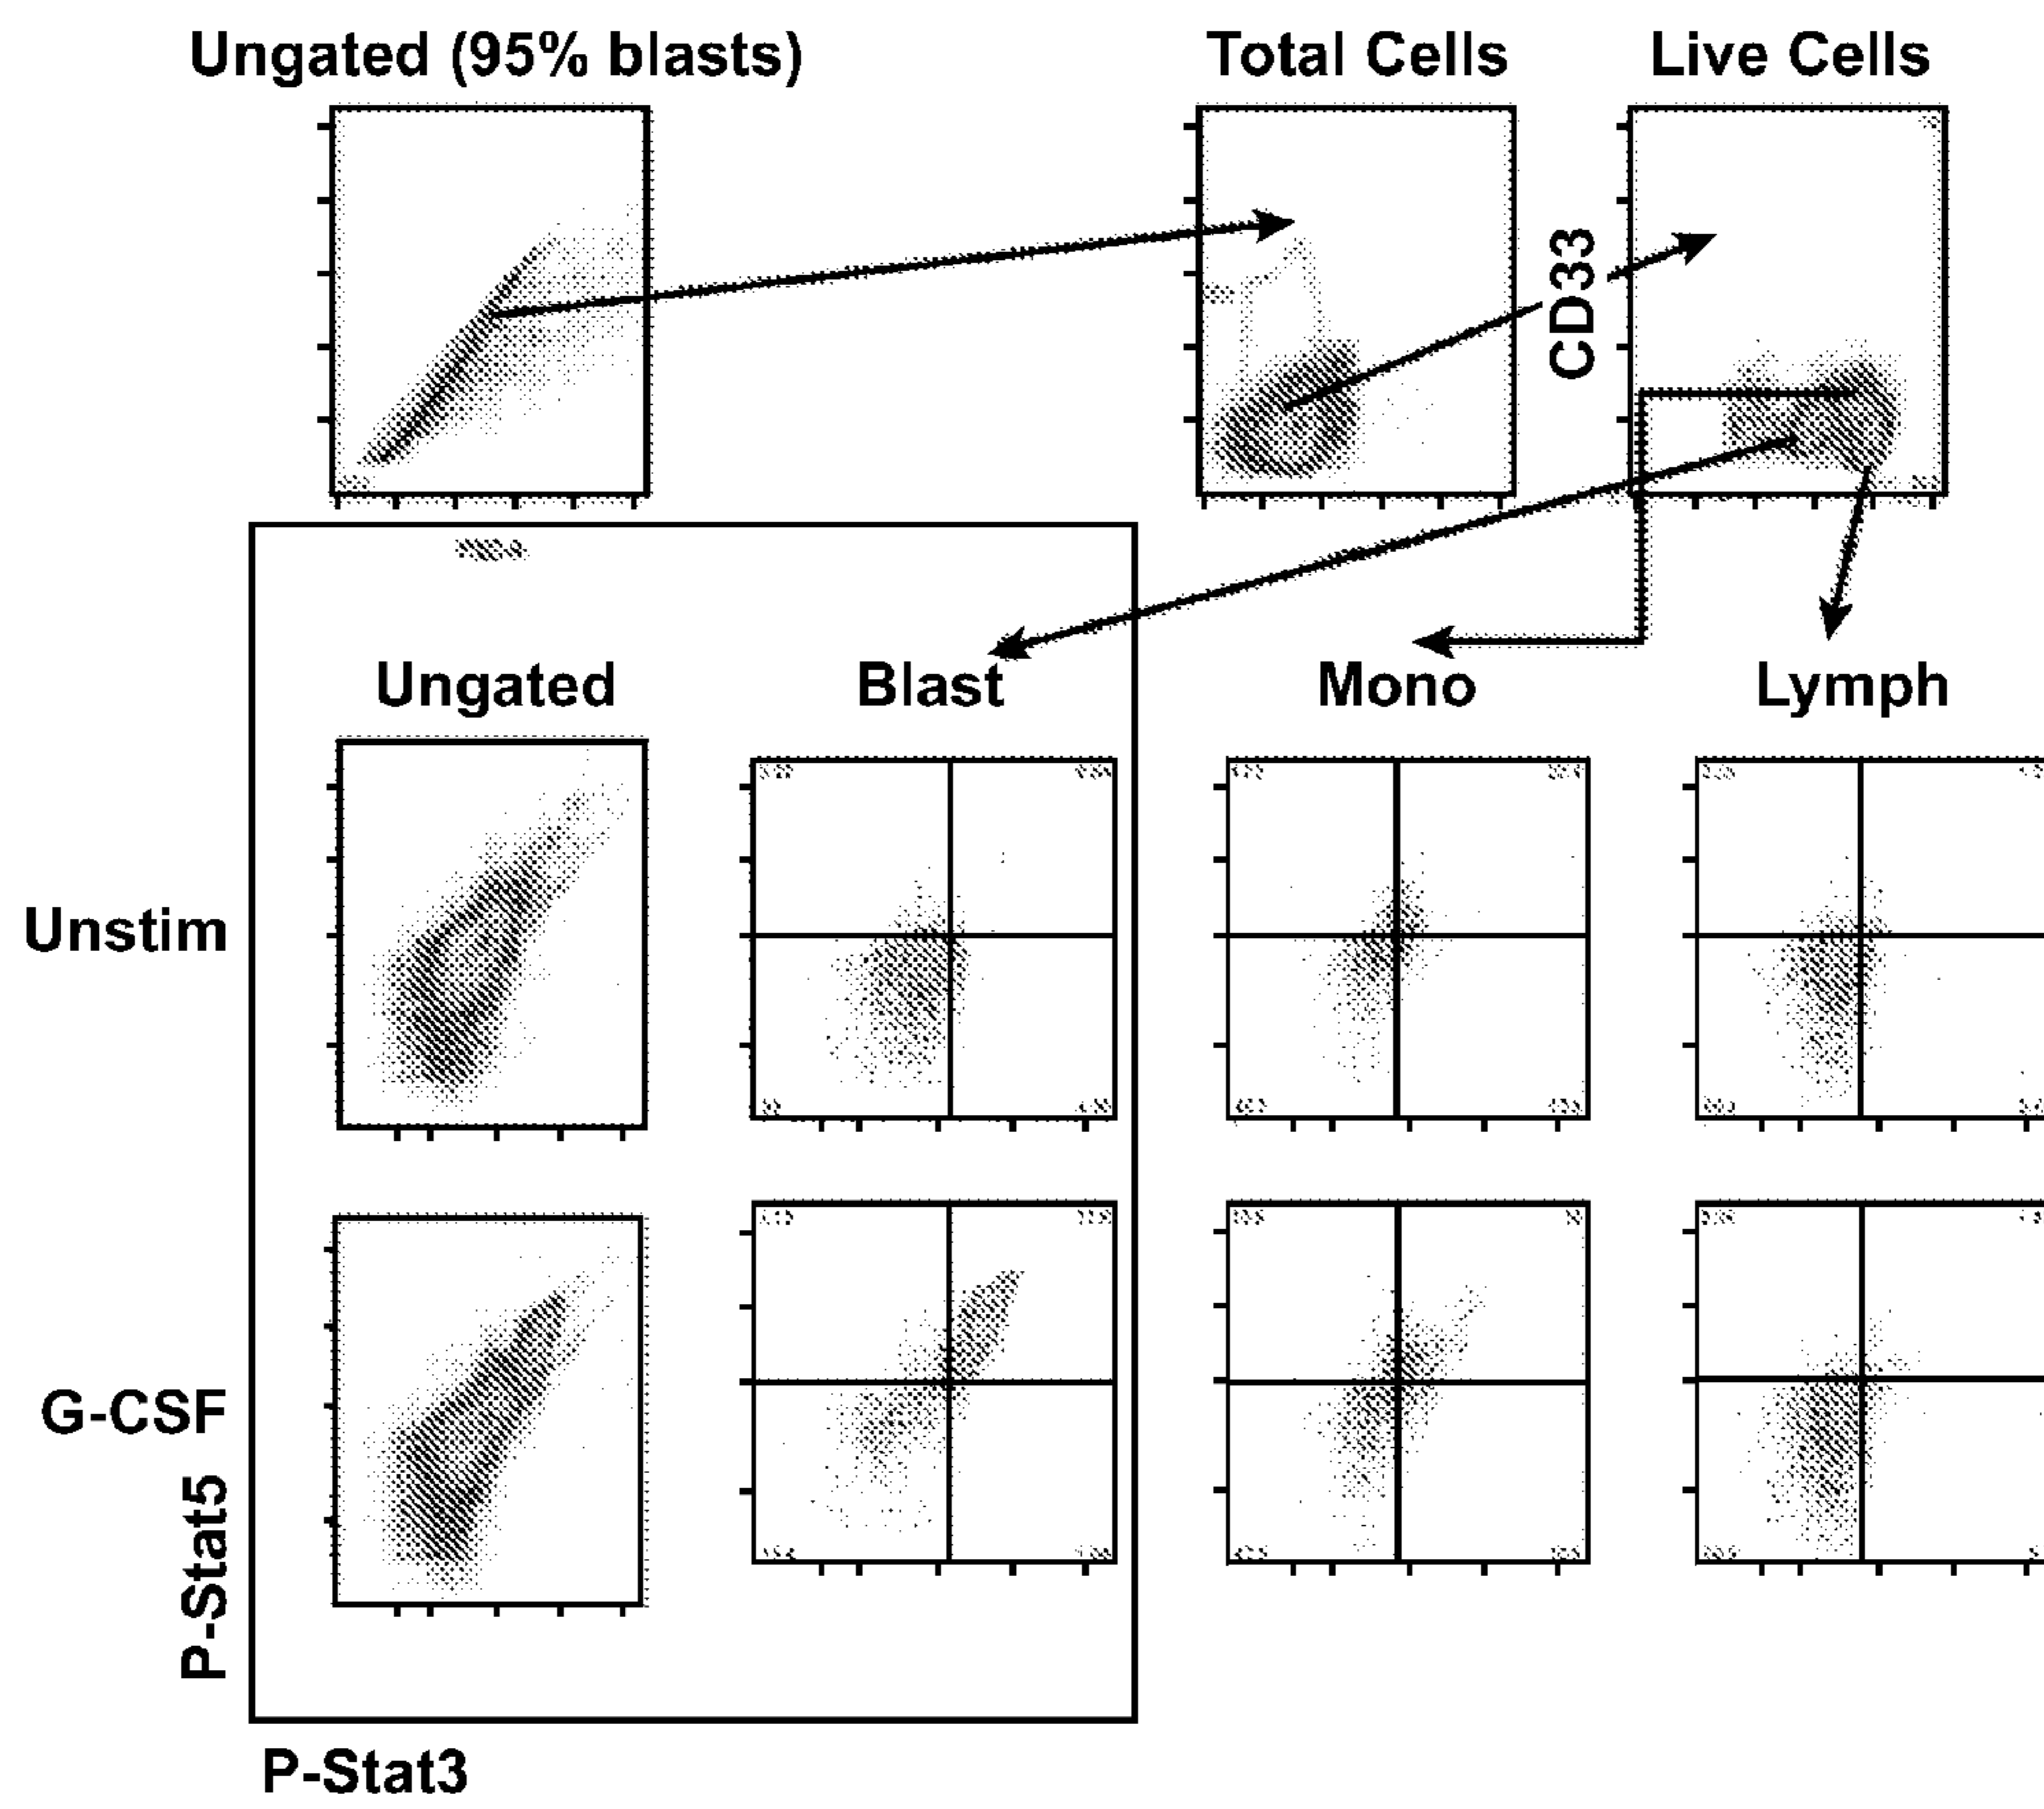 Ungated (95% blasts)
Total Cells
Live Cells
CD33
Ungated
Blast
Mono
Lymph
Unstim
G-CSF
P-Stat5
P-Stat3